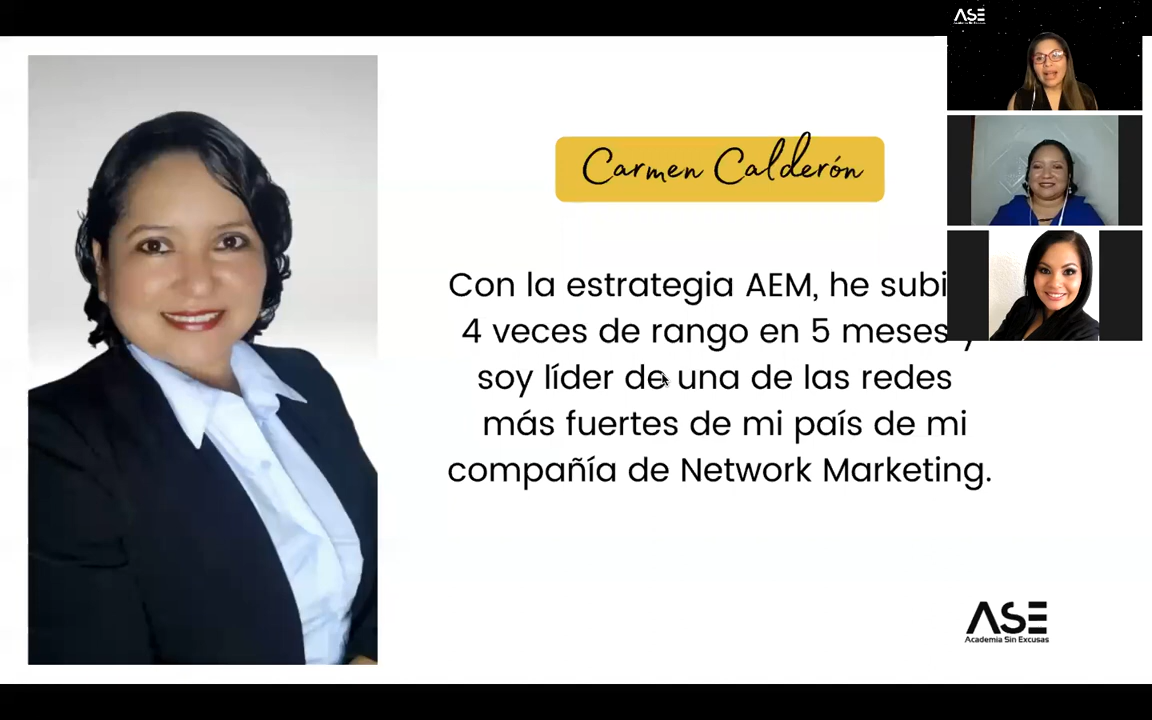 ASE
Carmen Calderón
Con la estrategia AEM, he
4 veces de rango en 5 meses y
soy líder de una de las redes
más fuertes de mi país de mi
compañía de Network Marketing.
ASE
Academia Sin Excusas